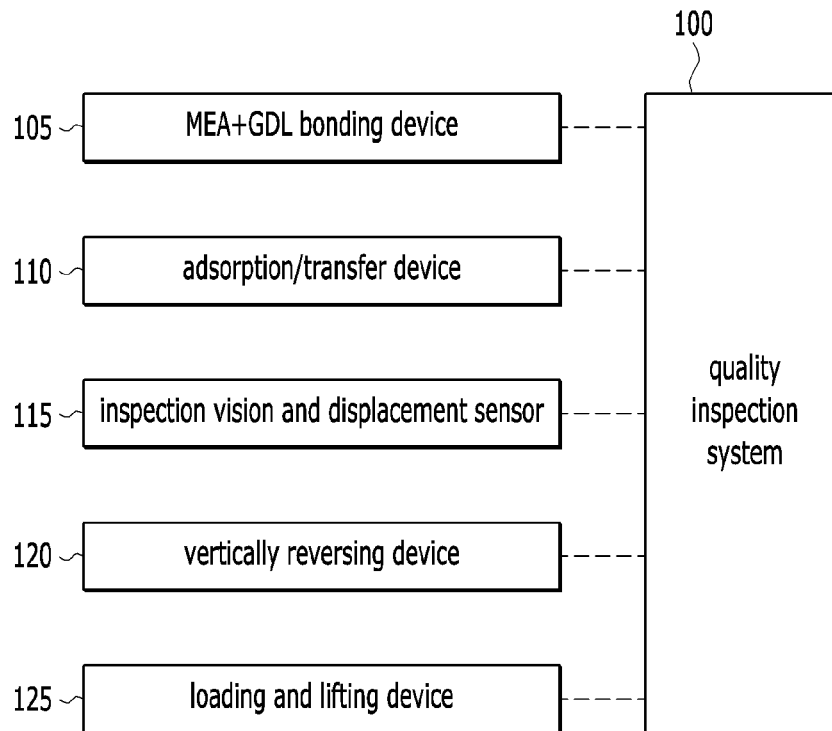 100
105
MEA+GDL bonding device
110
adsorption/transfer device
115
inspection vision and displacement sensor
quality
inspection
system
120
vertically reversing device
125
loading and lifting device